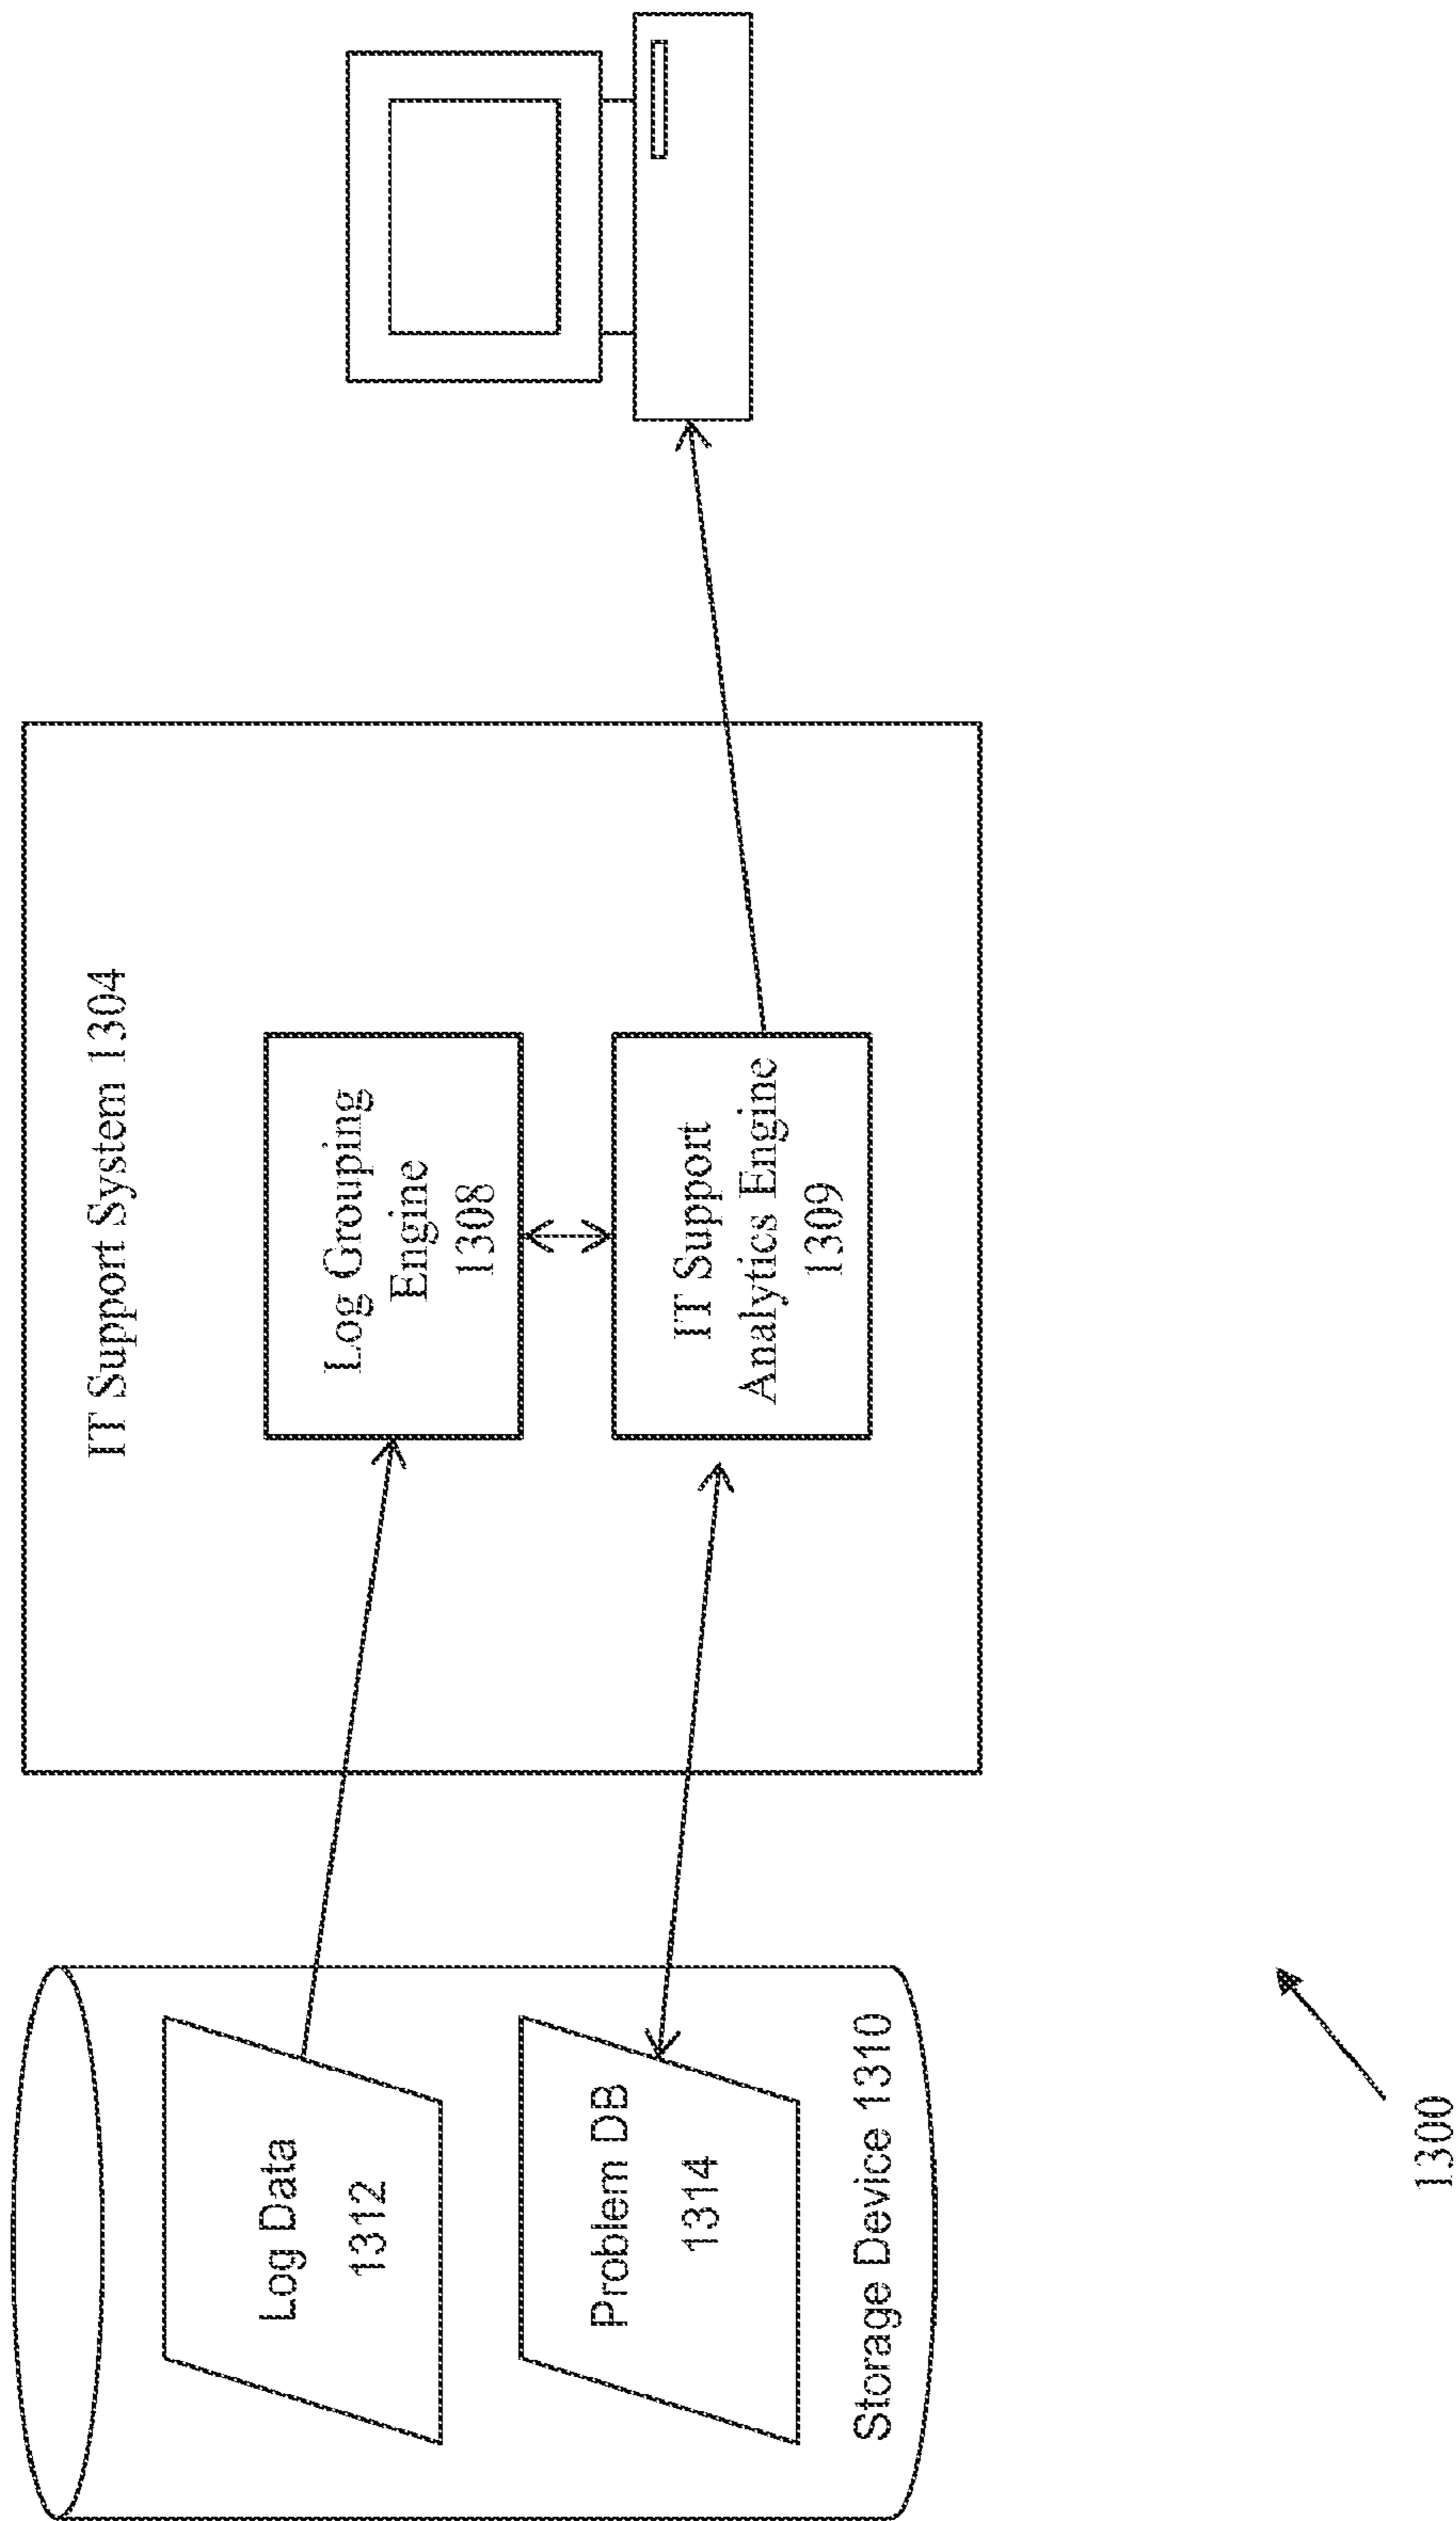 Log Data
1312
Problem DB
1314
Storage Device 1310
IT Support System 1304
Log Grouping
Engine
1308
IT Support
Analytics Engine
1309
1300